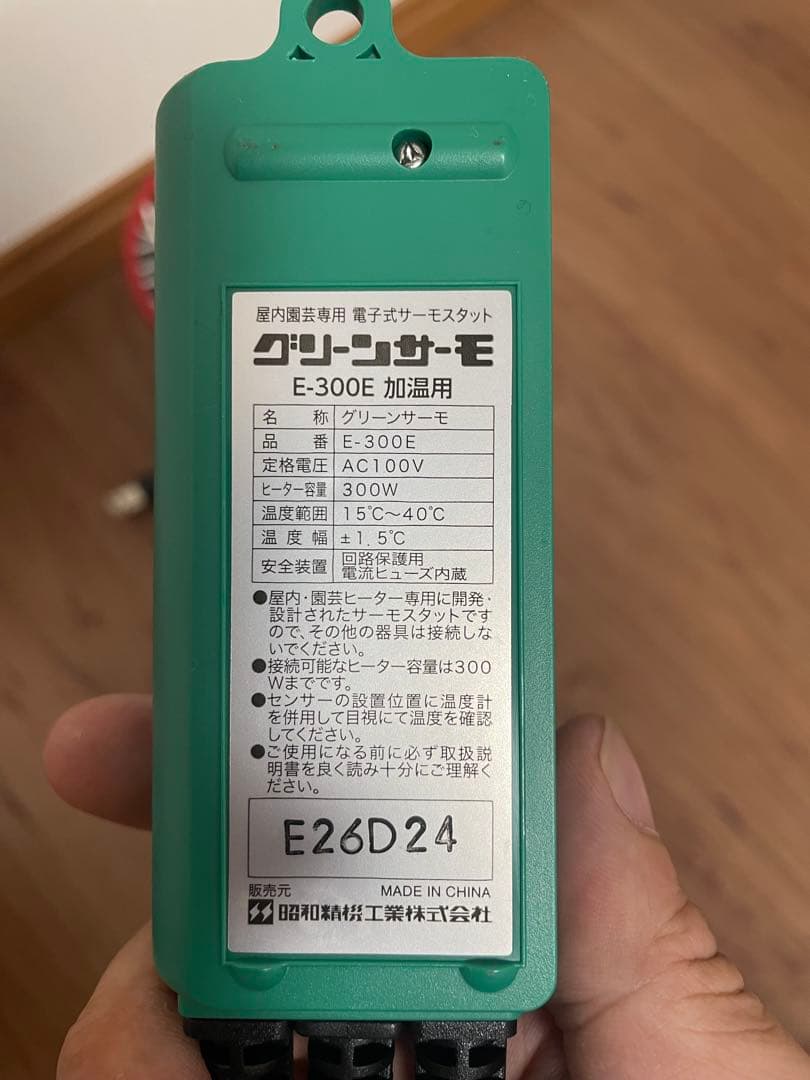 屋内園芸専用 電子式サーモスタット
グリーンサーモ
E-300E 加温用
名称 グリーンサーモ
品番 E-300E
定格電圧 AC100V
ヒーター容量 300W
温度範囲 15℃〜40℃
温度幅 ±1.5℃
安全装置 回路保護用
電流ヒューズ内蔵
●屋内・園芸ヒーター専用に開発・
設計されたサーモスタットです
ので、その他の器具は接続しな
いでください。
●接続可能なヒーター容量は300
Wまでです。
●センサーの設置位置に温度計
を併用して目視にて温度を確認
してください。
●ご使用になる前に必ず取扱説
明書を良く読み十分にご理解く
ださい。
E26D24
販売元 MADE IN CHINA
昭和精機工業株式会社